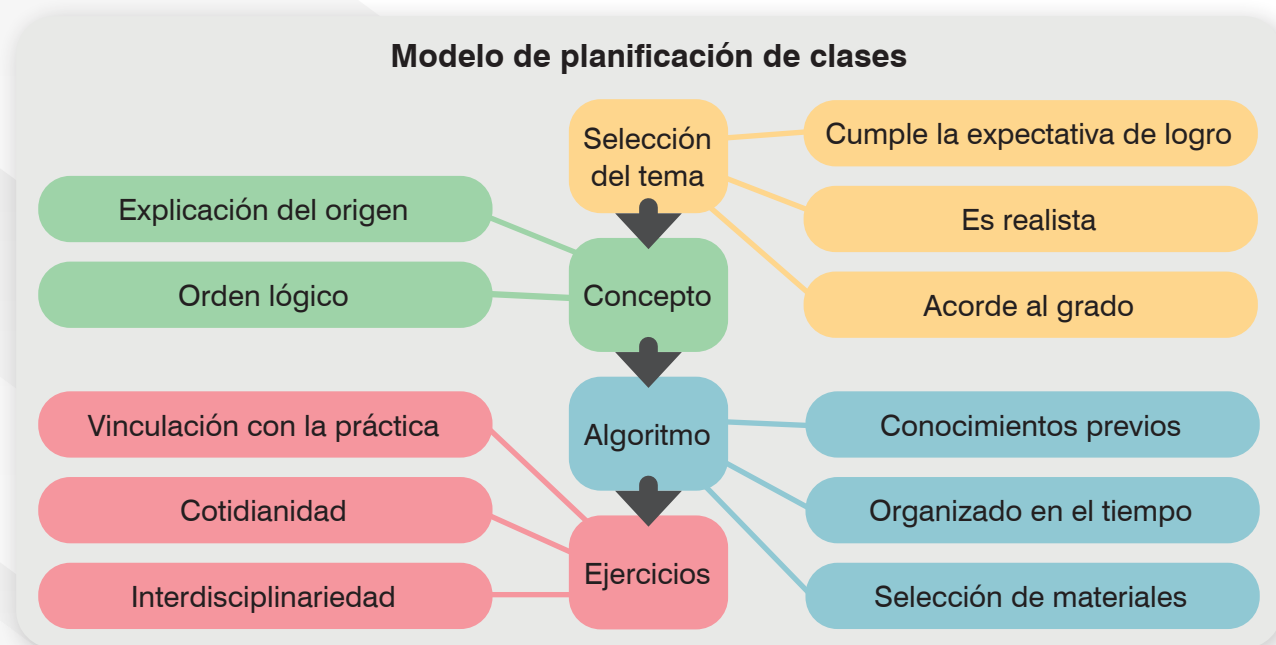 Modelo de planificación de clases
Selección
del tema
Cumple la expectativa de logro
Es realista
Acorde al grado
Explicación del origen
Orden lógico
Concepto
Algoritmo
Conocimientos previos
Organizado en el tiempo
Selección de materiales
Vinculación con la práctica
Cotidianidad
Interdisciplinariedad
Ejercicios